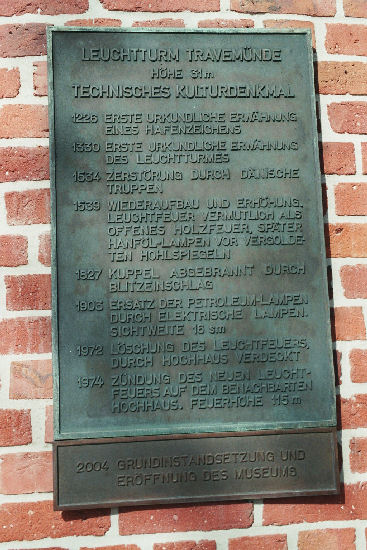 LEUCHTTURM TRAVEMÜNDE
HÖHE 31 m
TECHNISCHES KULTURDENKMAL
1226 ERSTE URKUNDLICHE ERWÄHNUNG
EINES HAFENZEICHENS
1330 ERSTE URKUNDLICHE ERWÄHNUNG
DES LEUCHTTURMES
1534 ZERSTÖRUNG DURCH DÄNISCHE
TRUPPEN
1539 WIEDERAUFBAU UND ERHÖHUNG.
LEUCHTFEUER VERMUTLICH ALS
OFFENES HOLZFEUER, SPÄTER
HANFÖL-LAMPEN VOR VERGOLDE-
TEN HOHLSPIEGELN
1827 KUPPEL ABGEBRANNT DURCH
BLITZEINSCHLAG
1903 ERSATZ DER PETROLEUM-LAMPEN
DURCH ELEKTRISCHE LAMPEN.
SICHTWEITE 18 sm
1972 LÖSCHUNG DES LEUCHTFEUERS,
DURCH HOCHHAUS VERDECKT
1974 ZÜNDUNG DES NEUEN LEUCHT-
FEUERS AUF DEM BENACHBARTEN
HOCHHAUS. FEUERHÖHE 115 m
2004 GRUNDINSTANDSETZUNG UND
ERÖFFNUNG DES MUSEUMS